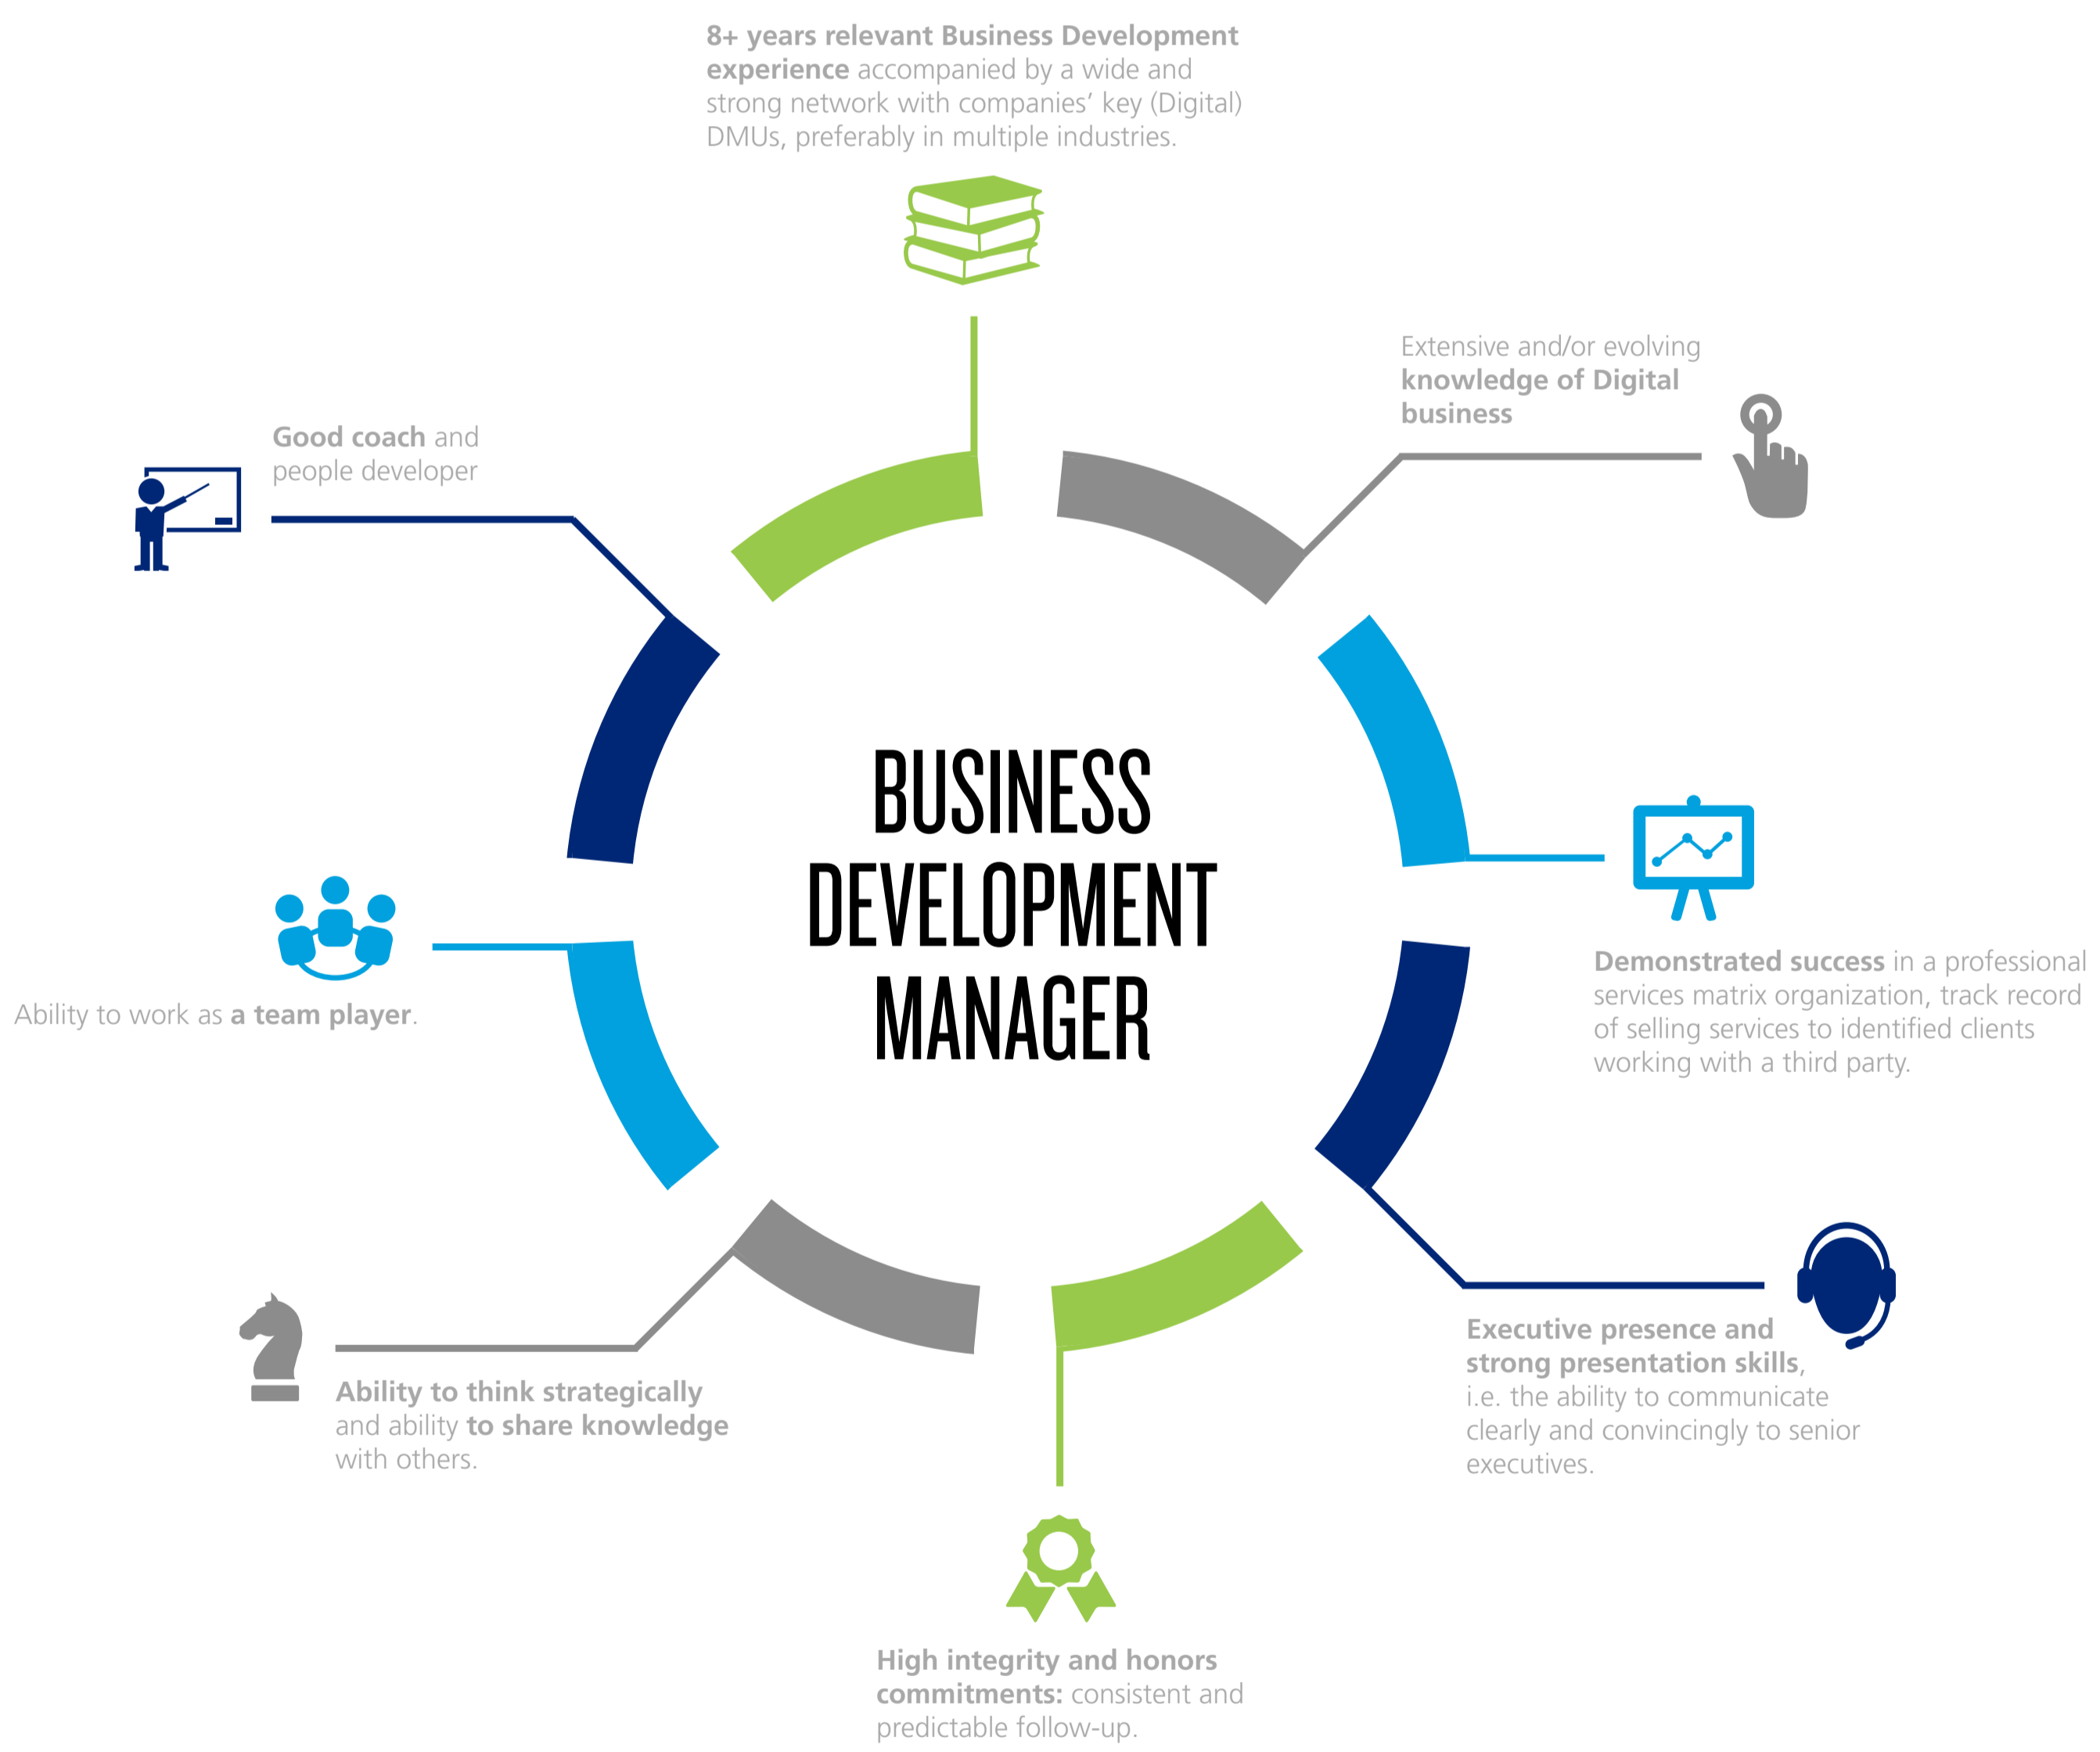 8+ years relevant Business Development
experience accompanied by a wide and
strong network with companies’ key (Digital)
DMUs, preferably in multiple industries.
Extensive and/or evolving
knowledge of Digital
business
Good coach and
people developer
BUSINESS
DEVELOPMENT
MANAGER
Demonstrated success in a professional
services matrix organization, track record
of selling services to identified clients
working with a third party.
Ability to work as a team player.
Executive presence and
strong presentation skills,
i.e. the ability to communicate
clearly and convincingly to senior
executives.
Ability to think strategically
and ability to share knowledge
with others.
High integrity and honors
commitments: consistent and
predictable follow-up.